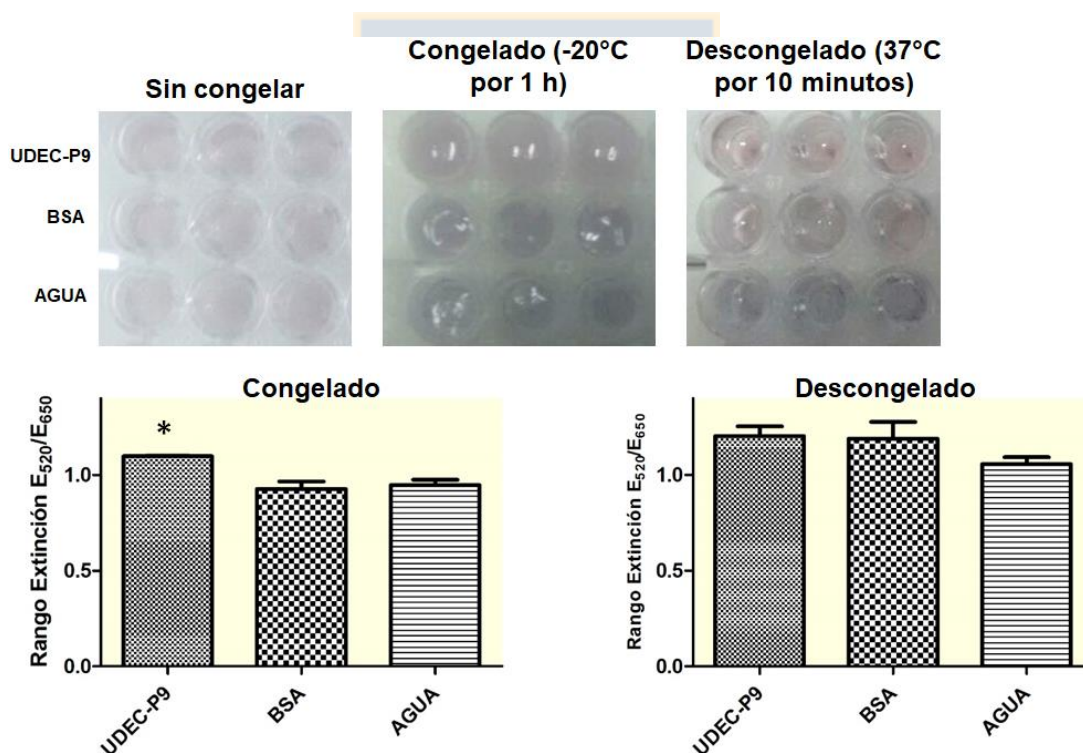 Sin congelar
Congelado (-20°C
por 1 h)
Descongelado (37°C
por 10 minutos)
UDEC-P9
BSA
AGUA
Congelado
Rango Extinción E520/E650
1.0
0.5
0.0
*
UDEC-P9
BSA
AGUA
Descongelado
Rango Extinción E520/E650
1.0
0.5
0.0
UDEC-P9
BSA
AGUA